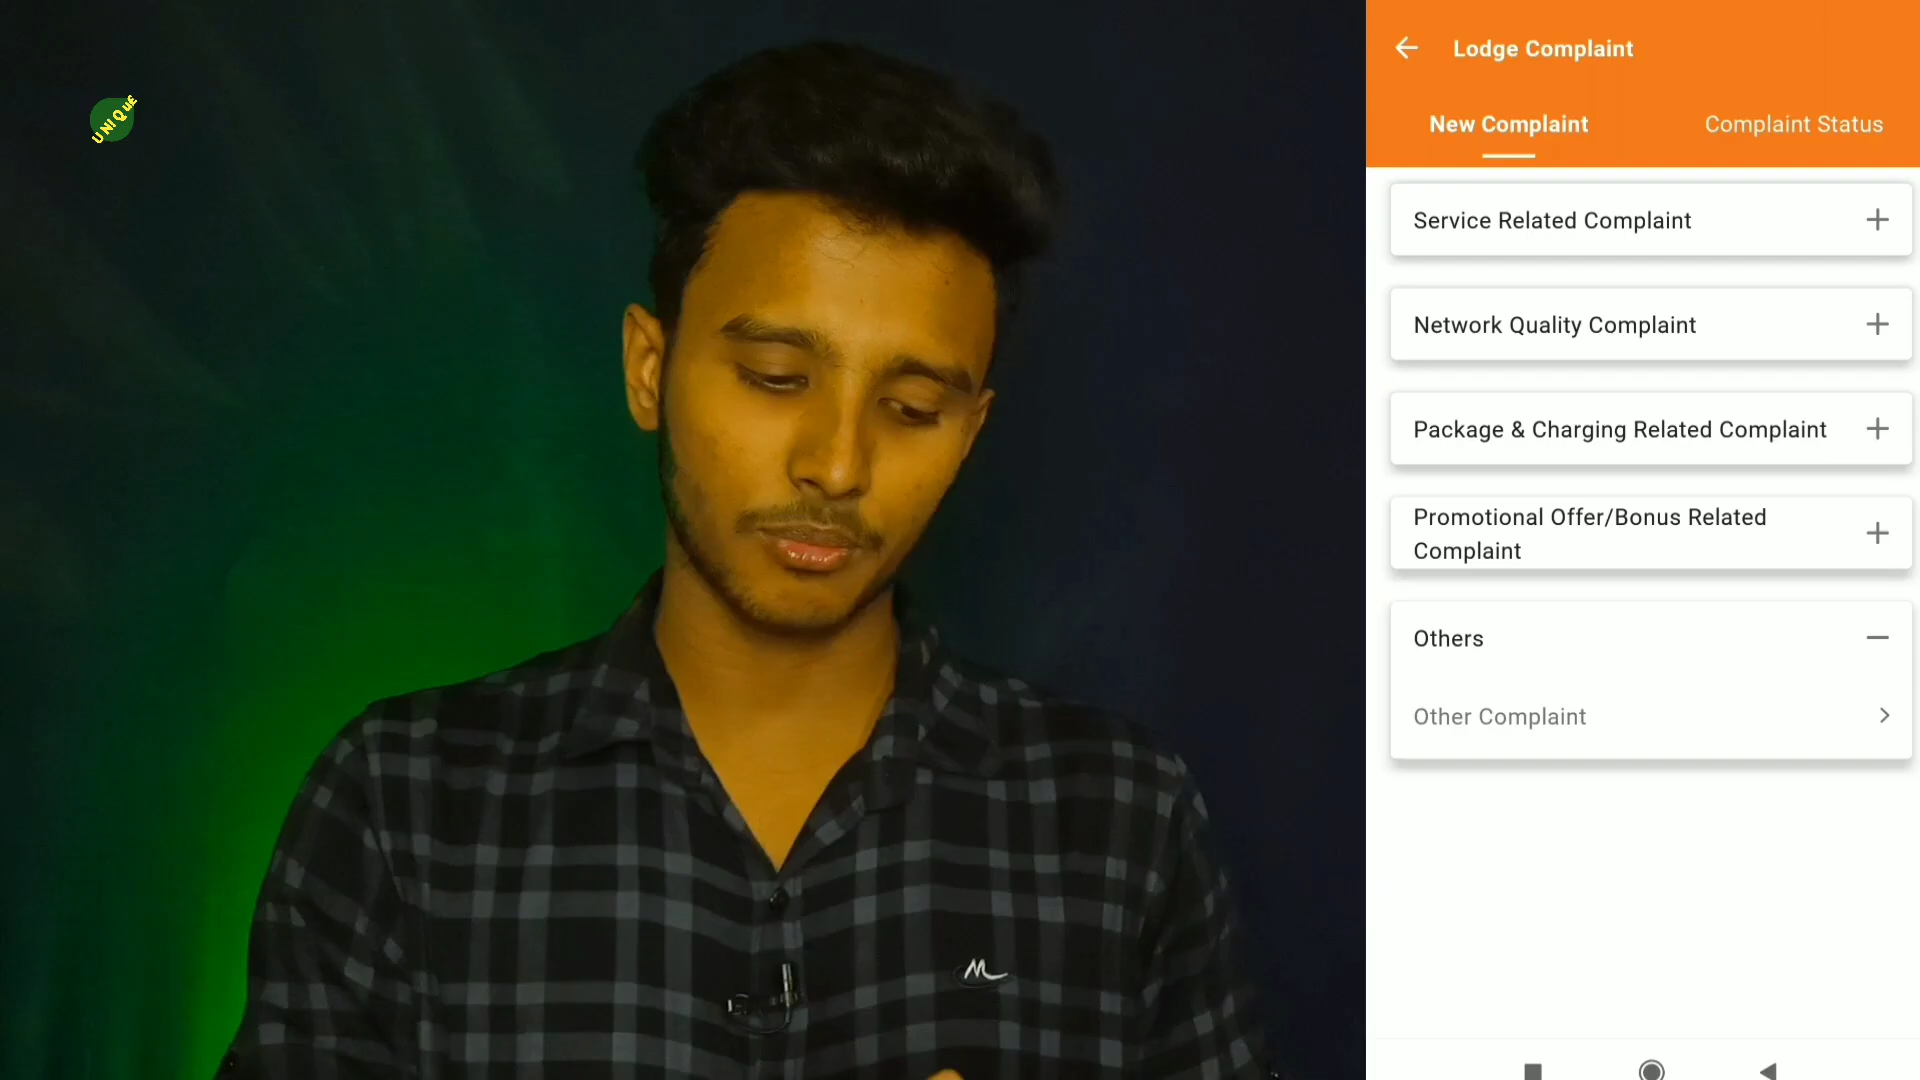 UNIQUE
Lodge Complaint
New Complaint
Complaint Status
Service Related Complaint
Network Quality Complaint
Package & Charging Related Complaint
Promotional Offer/Bonus Related
Complaint
Others
Other Complaint
M